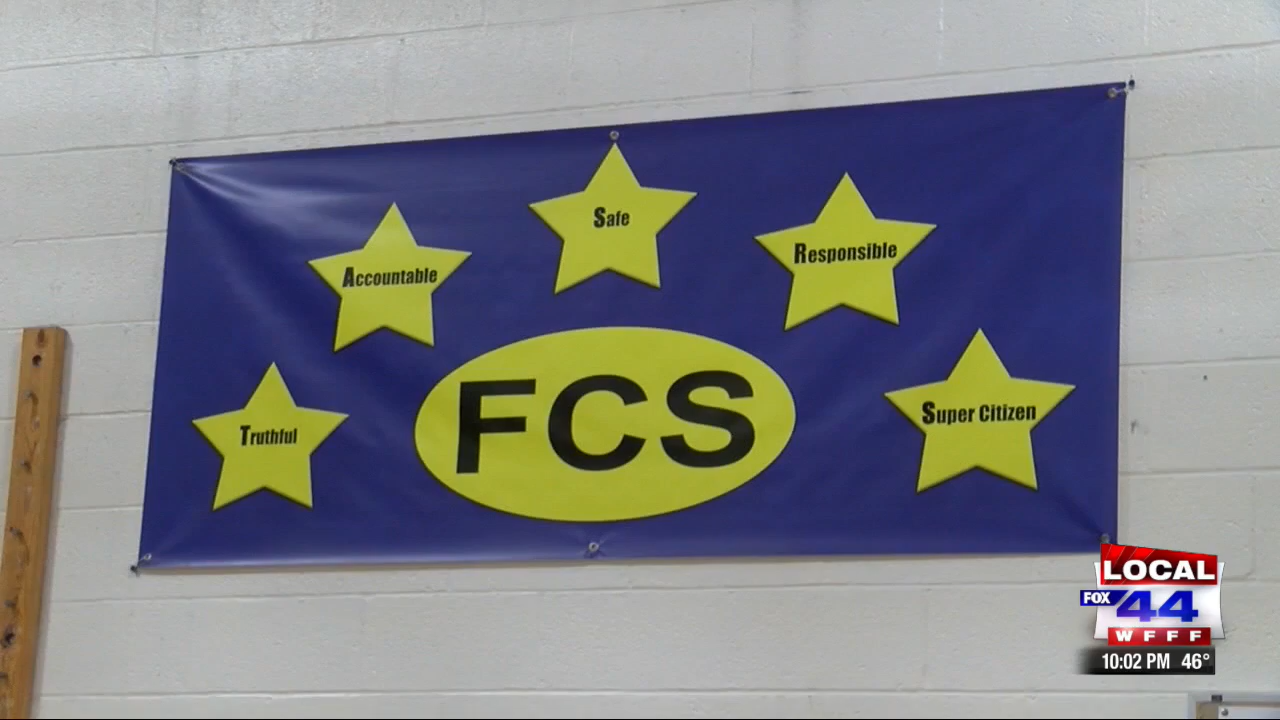 Safe
Accountable
Responsible
Truthful
FCS
Super Citizen
LOCAL
FOX 44
WFFF
10:02 PM 46°